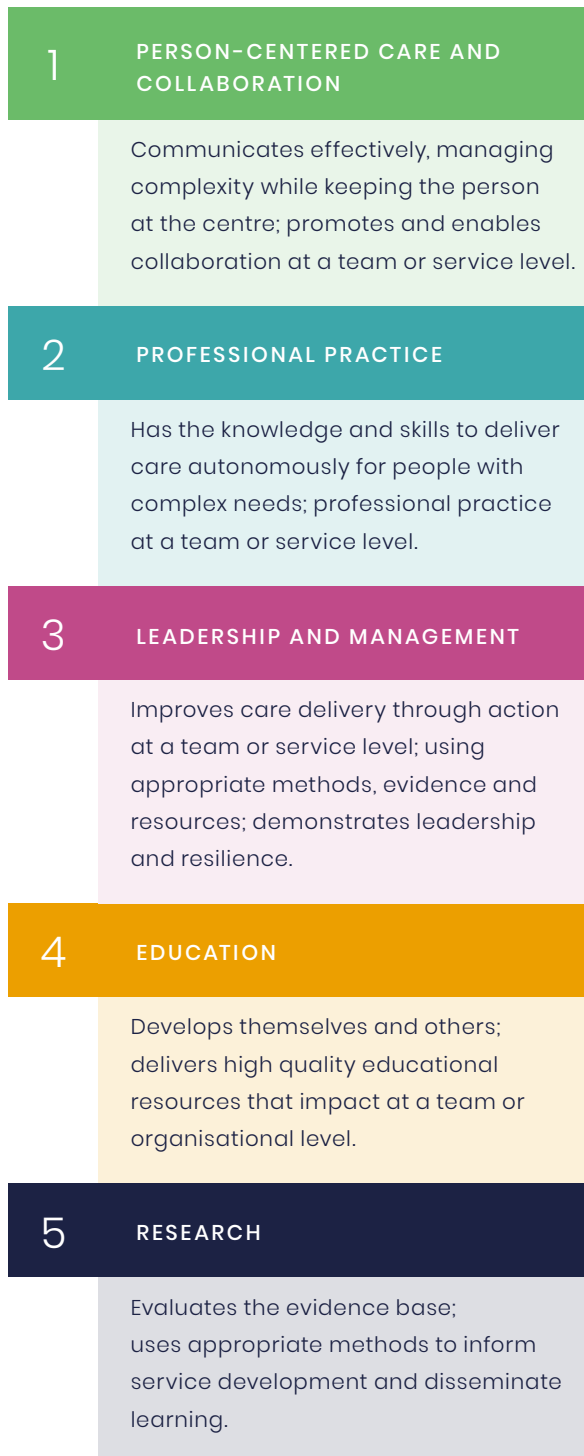 1
PERSON-CENTERED CARE AND
COLLABORATION
Communicates effectively, managing
complexity while keeping the person
at the centre; promotes and enables
collaboration at a team or service level.
2
PROFESSIONAL PRACTICE
Has the knowledge and skills to deliver
care autonomously for people with
complex needs; professional practice
at a team or service level.
3
LEADERSHIP AND MANAGEMENT
Improves care delivery through action
at a team or service level; using
appropriate methods, evidence and
resources; demonstrates leadership
and resilience.
4
EDUCATION
Develops themselves and others;
delivers high quality educational
resources that impact at a team or
organisational level.
5
RESEARCH
Evaluates the evidence base;
uses appropriate methods to inform
service development and disseminate
learning.